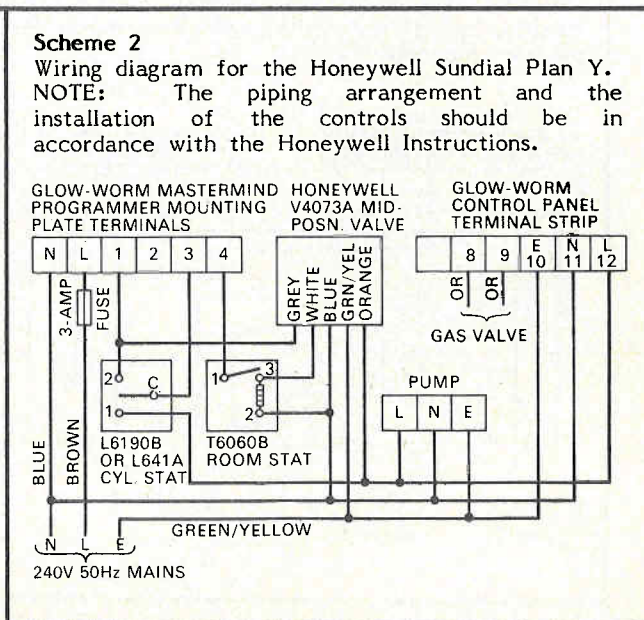 Scheme 2
Wiring diagram for the Honeywell Sundial Plan Y.
NOTE: The piping arrangement and the
installation of the controls should be in
accordance with the Honeywell Instructions.
GLOW-WORM MASTERMIND
PROGRAMMER MOUNTING
PLATE TERMINALS
HONEYWELL
V4073A MID-
POSN. VALVE
GLOW-WORM
CONTROL PANEL
TERMINAL STRIP
N L 1 2 3 4
GREY
WHITE
BLUE
GRN/YEL
ORANGE
8 9 E 10 N 11 L 12
3-AMP
FUSE
OR
OR
GAS VALVE
2
C
1
L6190B
OR L641A
CYL. STAT
1
3
2
T6060B
ROOM STAT
PUMP
L N E
BLUE
BROWN
GREEN/YELLOW
N L E
240V 50Hz MAINS